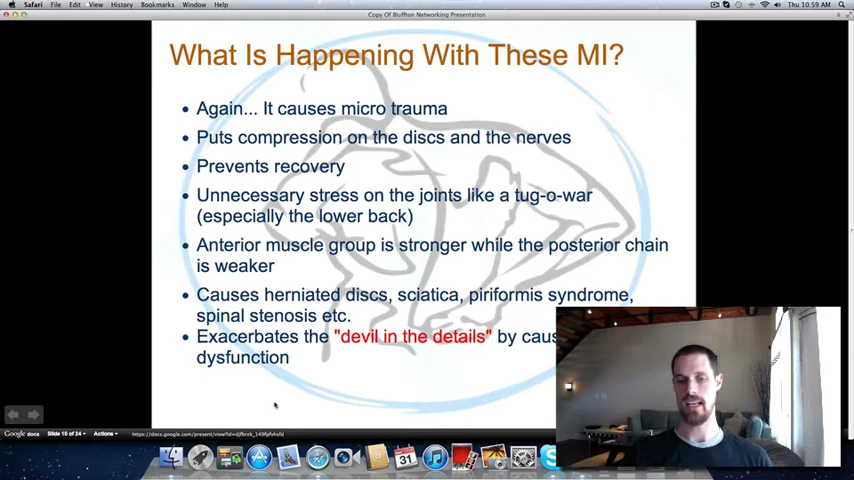 Safari File Edit View History Bookmarks Window Help Thu 10:59 AM
Copy Of Bluffton Networking Presentation
What Is Happening With These MI?
Again... It causes micro trauma
Puts compression on the discs and the nerves
Prevents recovery
Unnecessary stress on the joints like a tug-o-war
(especially the lower back)
Anterior muscle group is stronger while the posterior chain
is weaker
Causes herniated discs, sciatica, piriformis syndrome,
spinal stenosis etc.
Exacerbates the "devil in the details" by caus
dysfunction
Google docs Slide 10 of 24 Actions
31